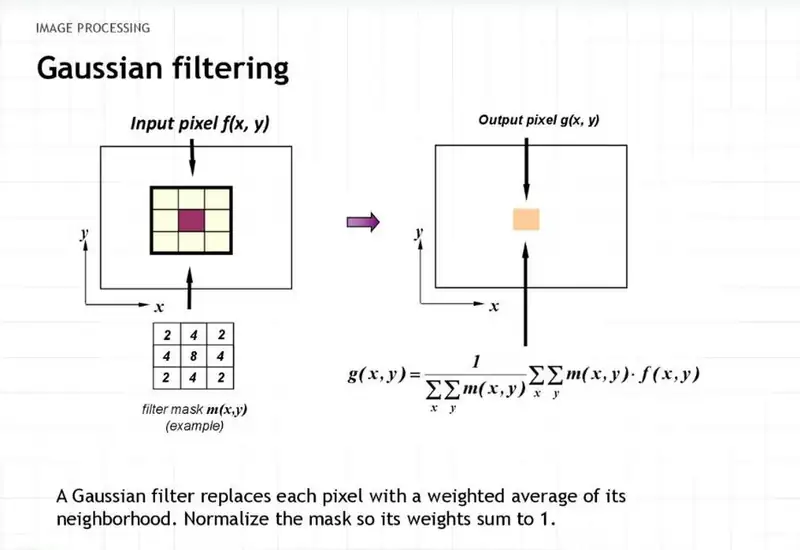 IMAGE PROCESSING
Gaussian filtering
Input pixel f(x, y)
Output pixel g(x, y)
y
x
y
x
2 4 2
4 8 4
2 4 2
filter mask m(x,y)
(example)
g(x,y)= 1 / ∑∑m(x,y) ∑∑m(x,y)·f(x,y)
x y x y
A Gaussian filter replaces each pixel with a weighted average of its
neighborhood. Normalize the mask so its weights sum to 1.